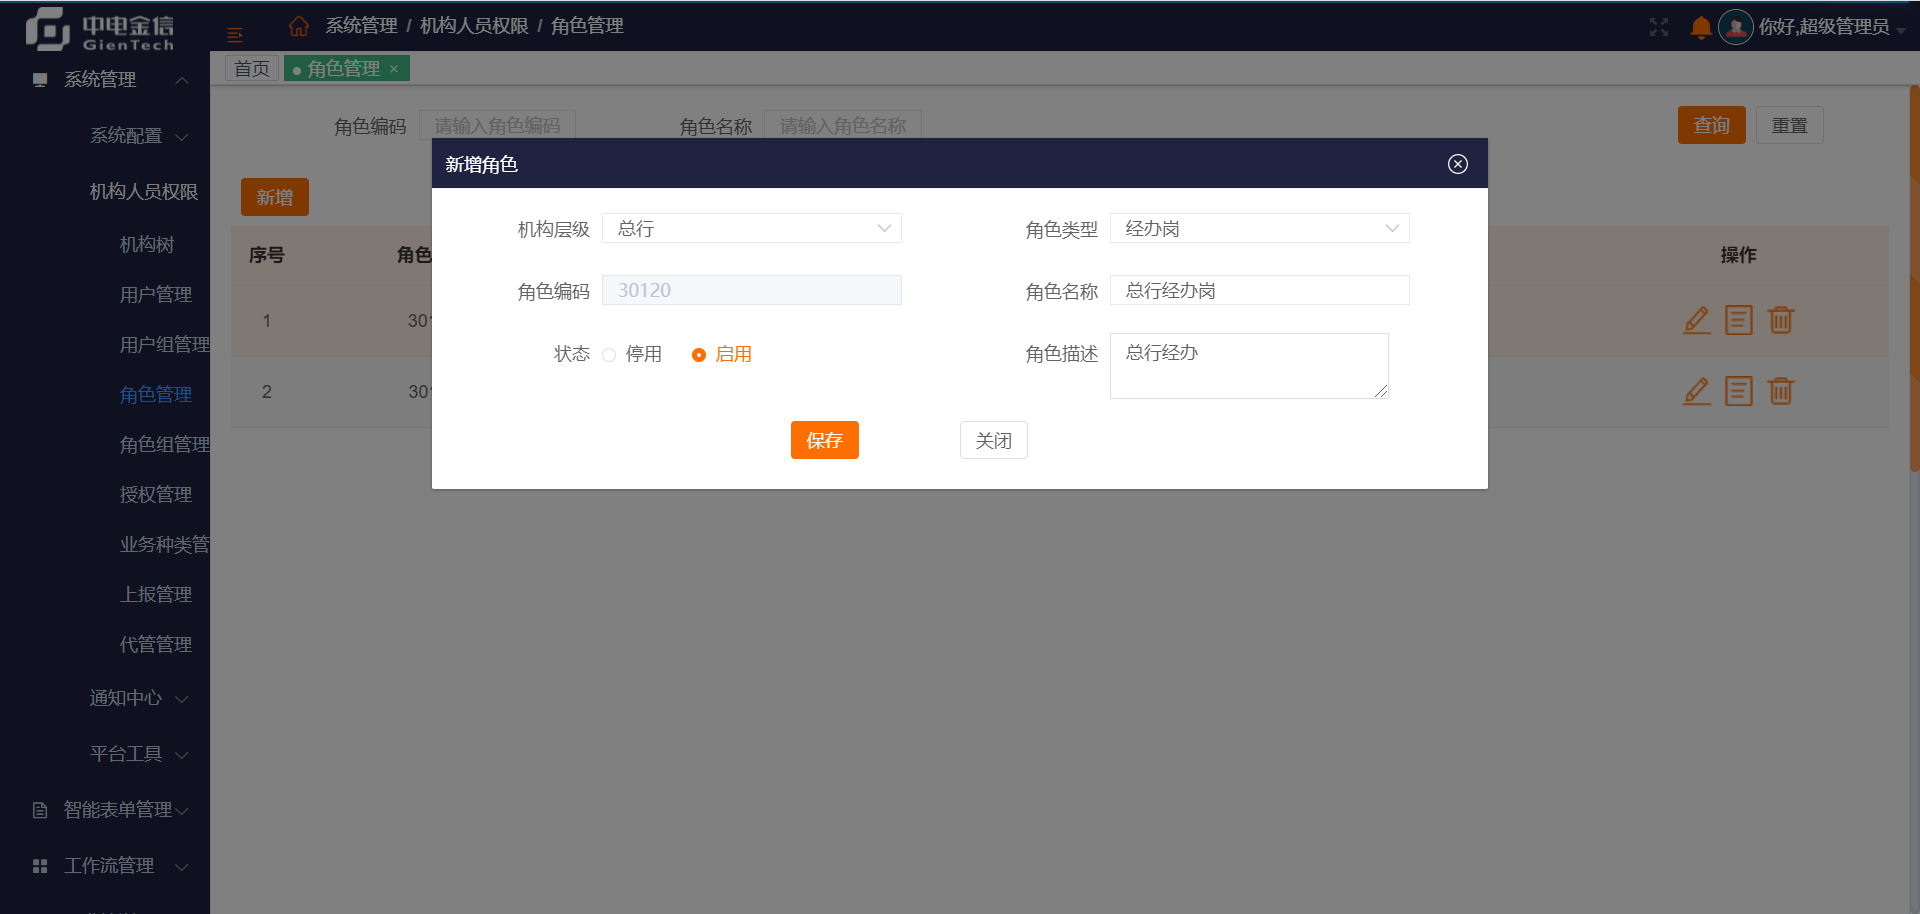 中电金信
GienTech
系统管理 / 机构人员权限 / 角色管理
你好,超级管理员
首页
角色管理 ×
系统管理
系统配置
机构人员权限
机构树
用户管理
用户组管理
角色管理
角色组管理
授权管理
业务种类管
上报管理
代管管理
通知中心
平台工具
智能表单管理
工作流管理
角色编码 请输入角色编码 角色名称 请输入角色名称 查询 重置
新增
序号 角色 操作
1 301
2 301
新增角色
机构层级 总行 角色类型 经办岗
角色编码 30120 角色名称 总行经办岗
状态 停用 启用 角色描述 总行经办
保存 关闭